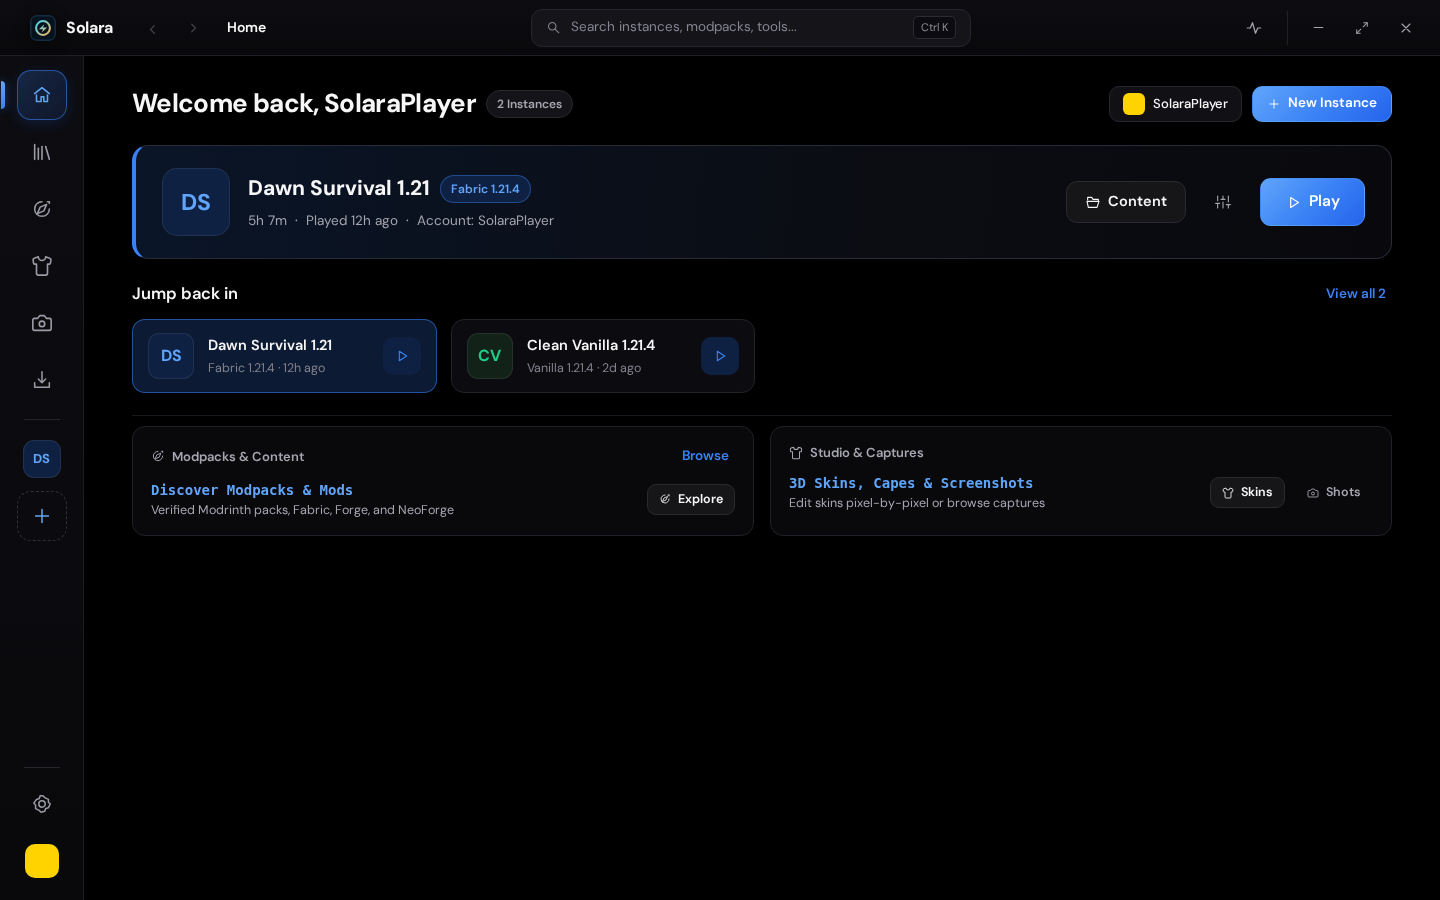 Solara
Home
Search instances, modpacks, tools...
Ctrl K
Welcome back, SolaraPlayer
2 Instances
SolaraPlayer
New Instance
DS
Dawn Survival 1.21
Fabric 1.21.4
5h 7m · Played 12h ago · Account: SolaraPlayer
Content
Play
Jump back in
View all 2
DS
Dawn Survival 1.21
Fabric 1.21.4 · 12h ago
CV
Clean Vanilla 1.21.4
Vanilla 1.21.4 · 2d ago
DS
Modpacks & Content
Browse
Discover Modpacks & Mods
Verified Modrinth packs, Fabric, Forge, and NeoForge
Explore
Studio & Captures
3D Skins, Capes & Screenshots
Edit skins pixel-by-pixel or browse captures
Skins
Shots